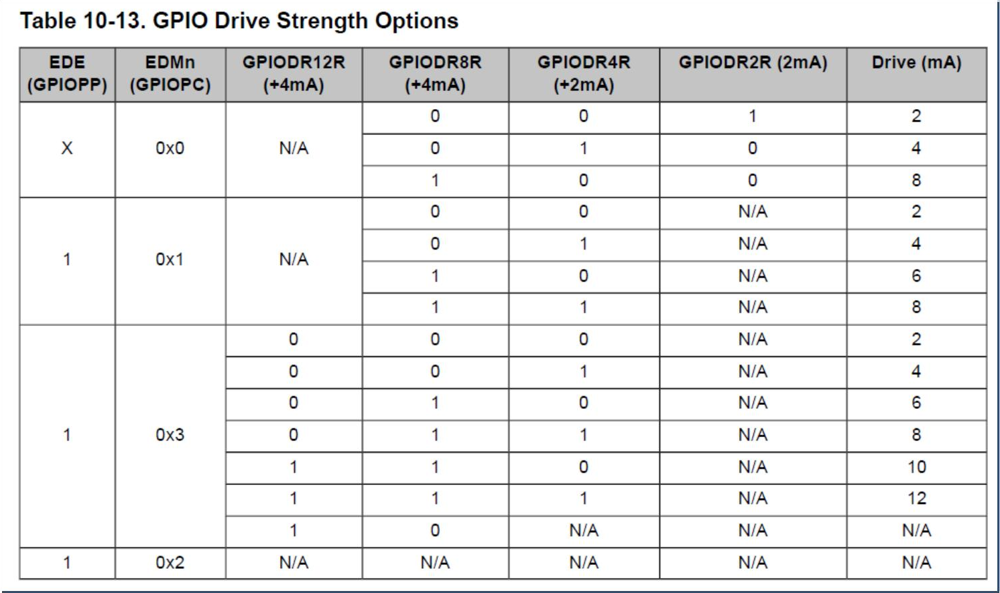 Table 10-13. GPIO Drive Strength Options
EDE (GPIOPP) EDMn (GPIOPC) GPIODR12R (+4mA) GPIODR8R (+4mA) GPIODR4R (+2mA) GPIODR2R (2mA) Drive (mA)
X 0x0 N/A 0 0 1 2
0 1 0 4
1 0 0 8
1 0x1 N/A 0 0 N/A 2
0 1 N/A 4
1 0 N/A 6
1 1 N/A 8
1 0x3 0 0 0 N/A 2
0 0 1 N/A 4
0 1 0 N/A 6
0 1 1 N/A 8
1 1 0 N/A 10
1 1 1 N/A 12
1 0 N/A N/A N/A
1 0x2 N/A N/A N/A N/A N/A